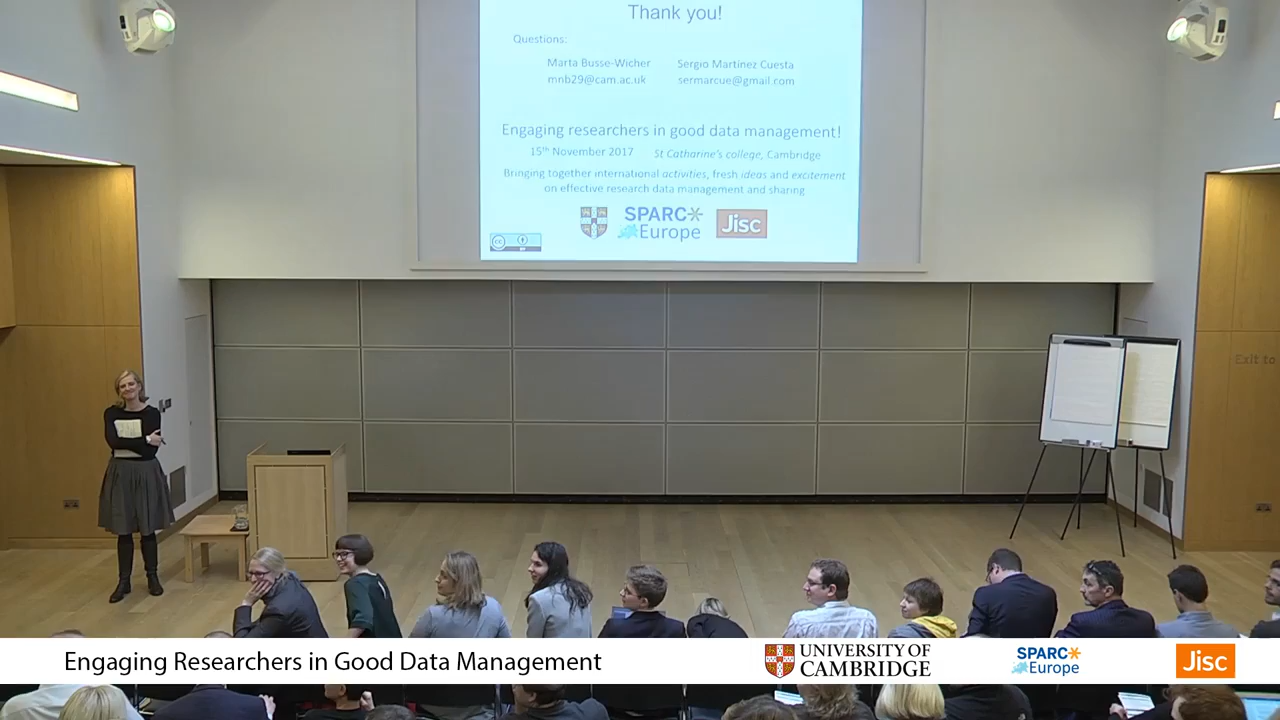 Thank you!
Questions:
Marta Busse-Wicher Sergio Martínez Cuesta
mnb29@cam.ac.uk sermarcue@gmail.com
Engaging researchers in good data management!
15th November 2017 St Catharine's college, Cambridge
Bringing together international activities, fresh ideas and excitement
on effective research data management and sharing
SPARC
Europe
Jisc
cc
BY
Exit to
Engaging Researchers in Good Data Management
UNIVERSITY OF
CAMBRIDGE
SPARC
Europe
Jisc